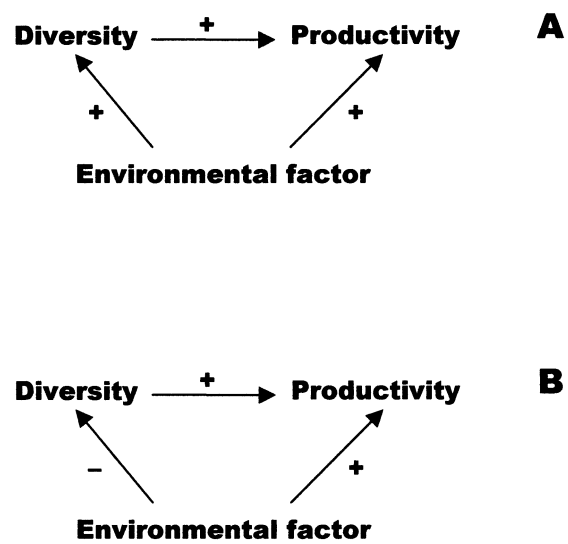 Diversity + Productivity A
+ +
Environmental factor
Diversity + Productivity B
– +
Environmental factor